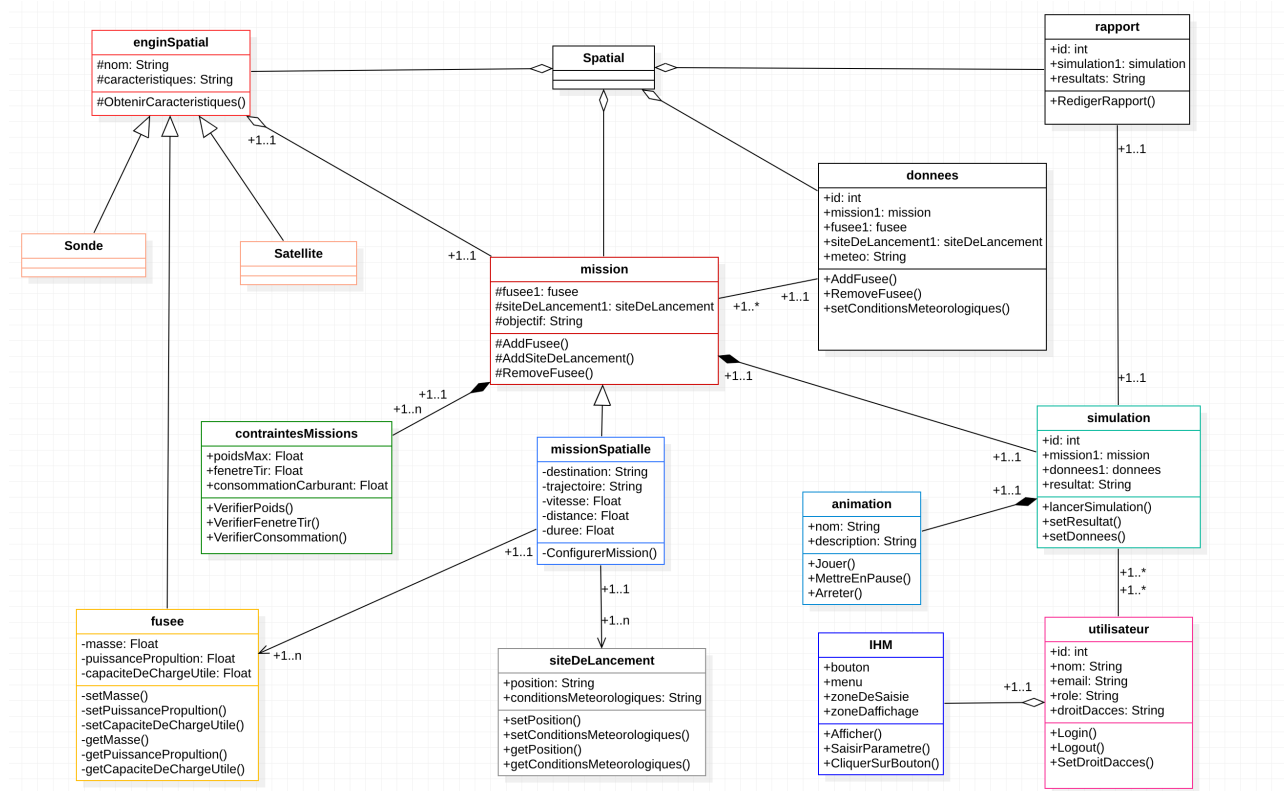 enginSpatial
#nom: String
#caracteristiques: String
#ObtenirCaracteristiques()
Spatial
rapport
+id: int
+simulation1: simulation
+resultats: String
+RedigerRapport()
+1..1
+1..1
donnees
+id: int
+mission1: mission
+fusee1: fusee
+siteDeLancement1: siteDeLancement
+meteo: String
+AddFusee()
+RemoveFusee()
+setConditionsMeteorologiques()
Sonde
Satellite
+1..1
mission
#fusee1: fusee
#siteDeLancement1: siteDeLancement
#objectif: String
#AddFusee()
#AddSiteDeLancement()
#RemoveFusee()
+1..*
+1..1
+1..1
+1..1
+1..1
+1..n
contraintesMissions
+poidsMax: Float
+fenetreTir: Float
+consommationCarburant: Float
+VerifierPoids()
+VerifierFenetreTir()
+VerifierConsommation()
missionSpatialle
-destination: String
-trajectoire: String
-vitesse: Float
-distance: Float
-duree: Float
-ConfigurerMission()
simulation
+id: int
+mission1: mission
+donnees1: donnees
+resultat: String
+lancerSimulation()
+setResultat()
+setDonnees()
+1..1
+1..1
animation
+nom: String
+description: String
+Jouer()
+MettreEnPause()
+Arreter()
+1..1
+1..1
+1..n
+1..n
+1..*
+1..*
fusee
-masse: Float
-puissancePropultion: Float
-capaciteDeChargeUtile: Float
-setMasse()
-setPuissancePropultion()
-setCapaciteDeChargeUtile()
-getMasse()
-getPuissancePropultion()
-getCapaciteDeChargeUtile()
siteDeLancement
+position: String
+conditionsMeteorologiques: String
+setPosition()
+setConditionsMeteorologiques()
+getPosition()
+getConditionsMeteorologiques()
IHM
+bouton
+menu
+zoneDeSaisie
+zoneDaffichage
+Afficher()
+SaisirParametre()
+CliquerSurBouton()
+1..1
utilisateur
+id: int
+nom: String
+email: String
+role: String
+droitDacces: String
+Login()
+Logout()
+SetDroitDacces()